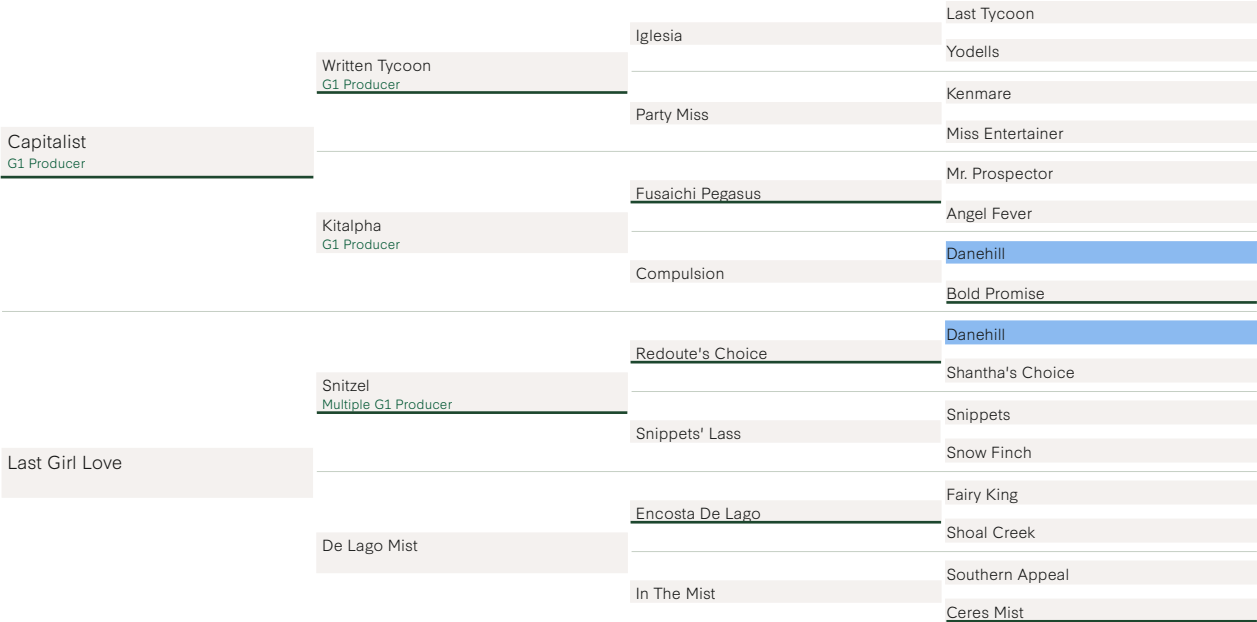 Capitalist
G1 Producer
Last Girl Love
Written Tycoon
G1 Producer
Kitalpha
G1 Producer
Snitzel
Multiple G1 Producer
De Lago Mist
Iglesia
Party Miss
Fusaichi Pegasus
Compulsion
Redoute's Choice
Snippets' Lass
Encosta De Lago
In The Mist
Last Tycoon
Yodells
Kenmare
Miss Entertainer
Mr. Prospector
Angel Fever
Danehill
Bold Promise
Danehill
Shantha's Choice
Snippets
Snow Finch
Fairy King
Shoal Creek
Southern Appeal
Ceres Mist